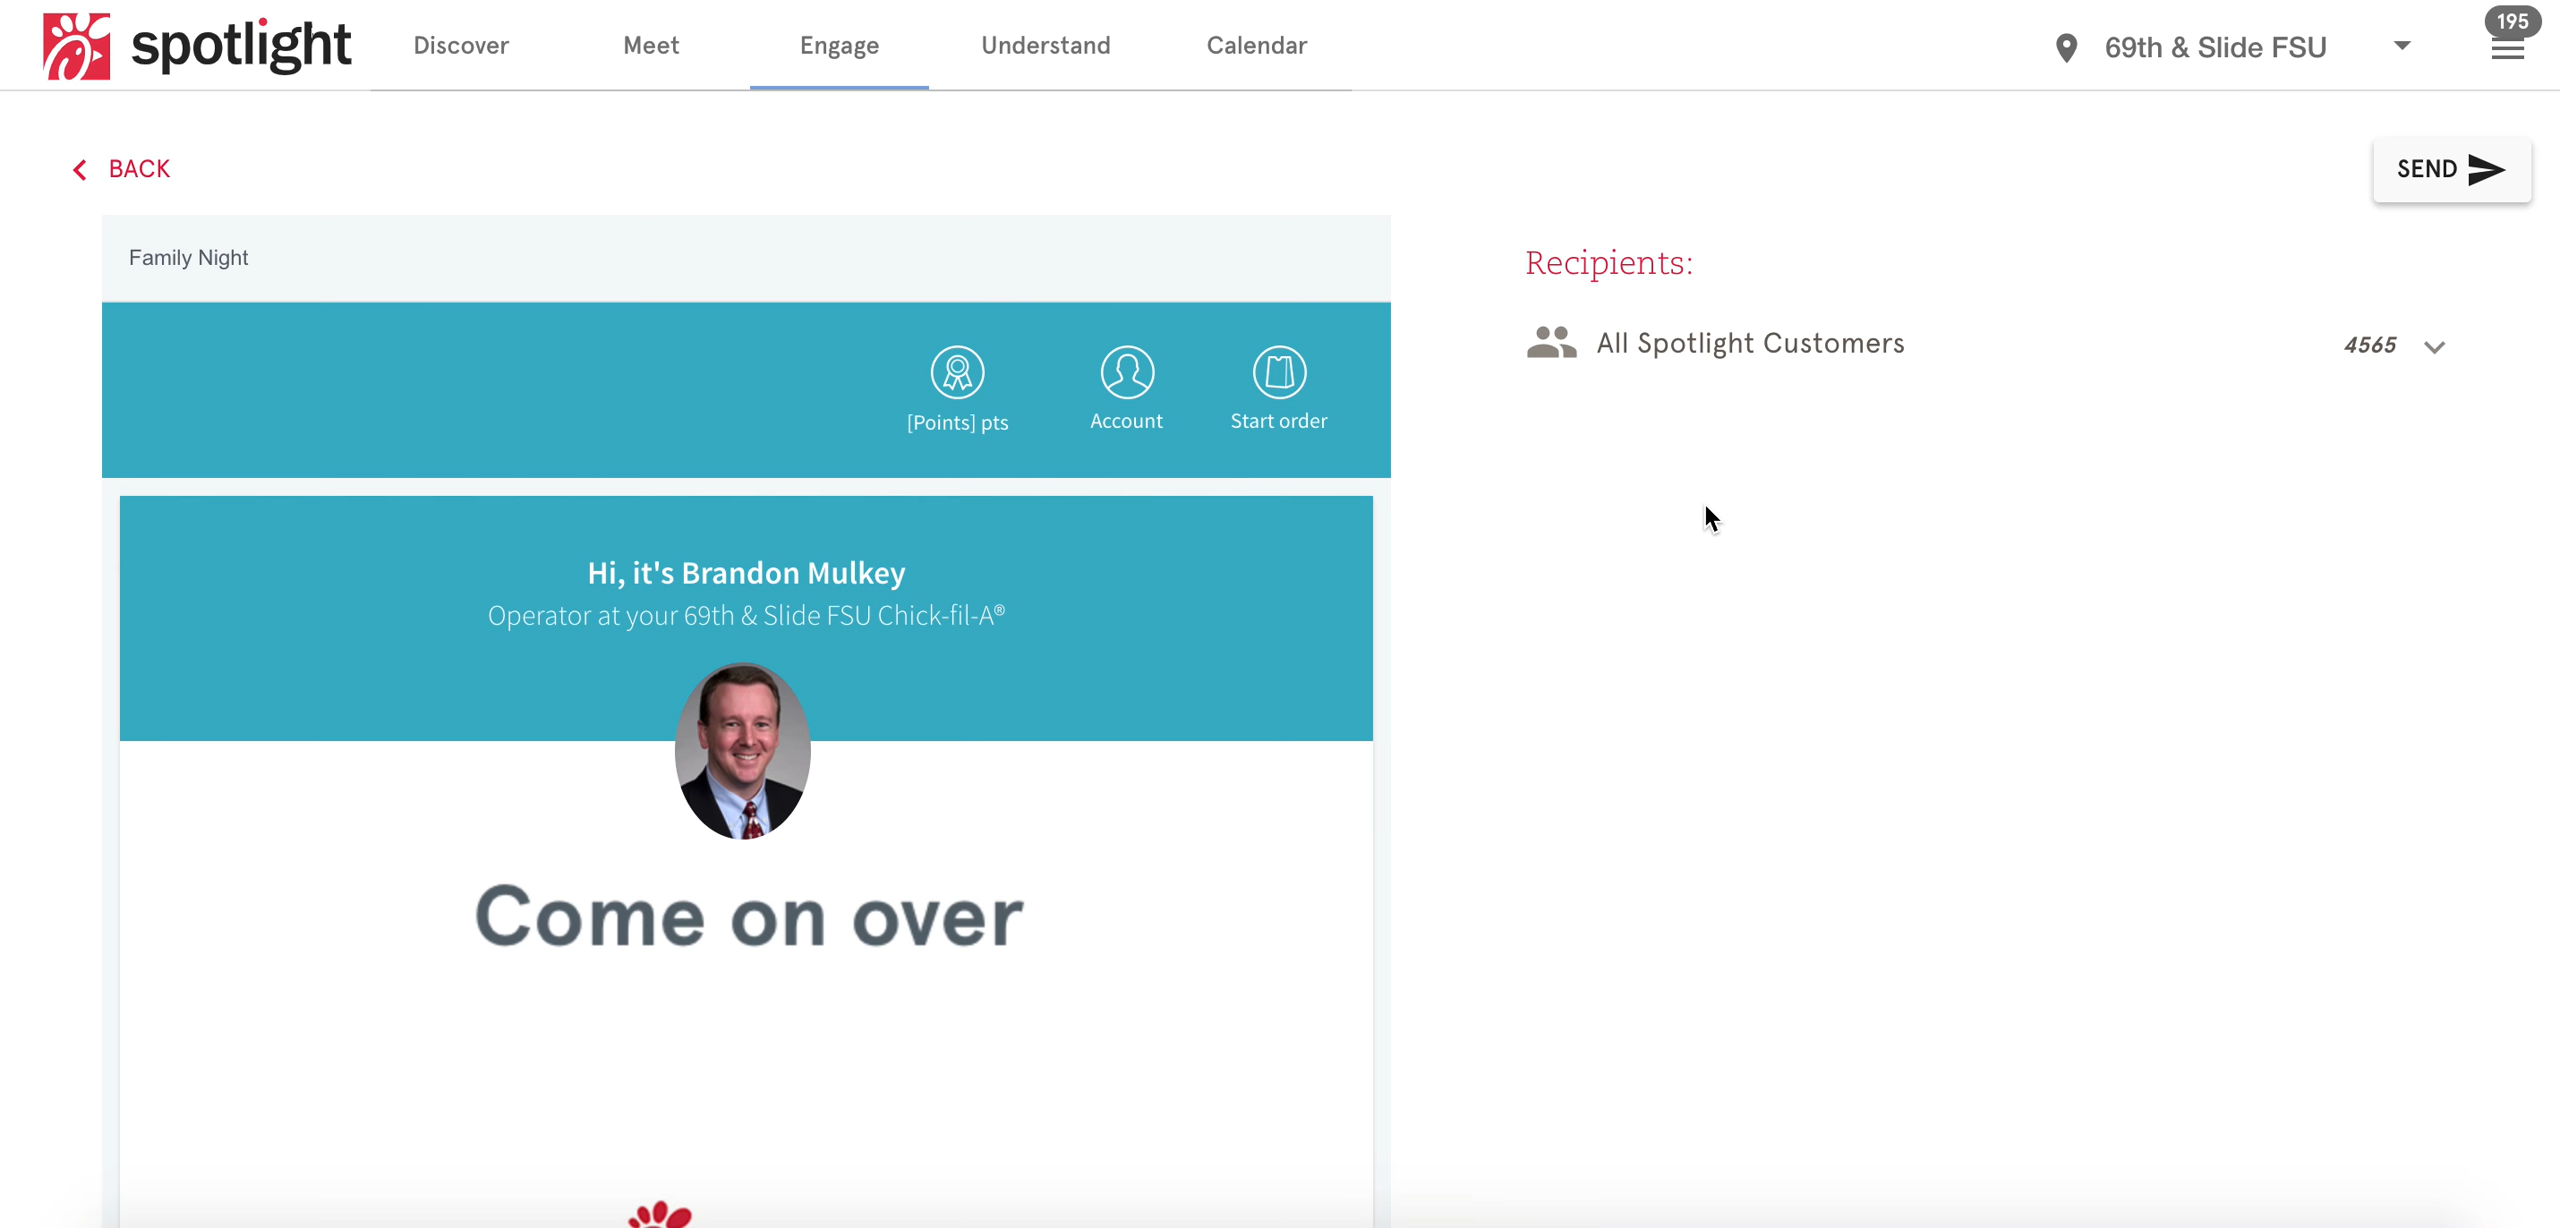 spotlight
Discover
Meet
Engage
Understand
Calendar
69th & Slide FSU
195
BACK
SEND
Family Night
Recipients:
All Spotlight Customers
4565
[Points] pts
Account
Start order
Hi, it's Brandon Mulkey
Operator at your 69th & Slide FSU Chick-fil-A®
Come on over